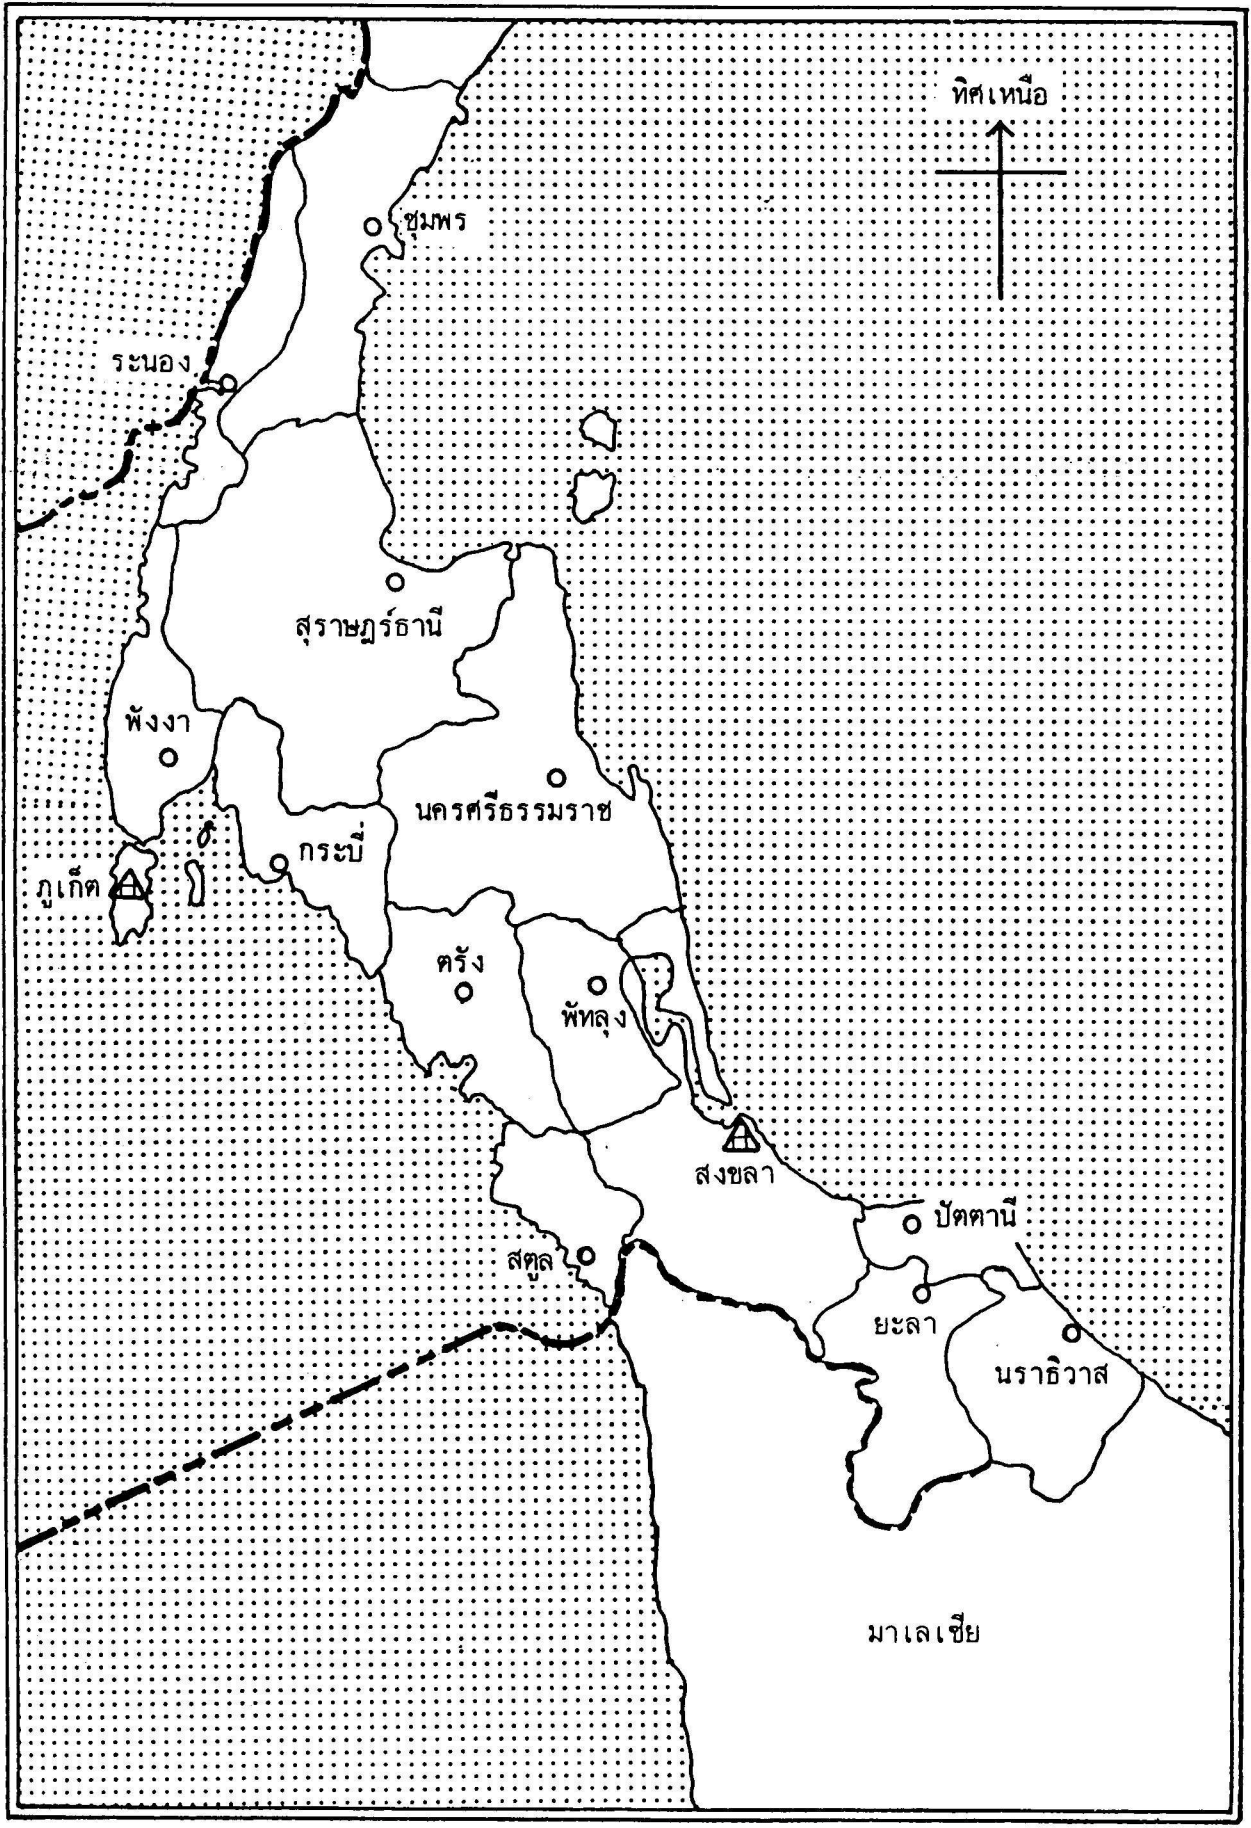 ทิศเหนือ
ชุมพร
ระนอง
สุราษฎร์ธานี
พังงา
นครศรีธรรมราช
กระบี่
ภูเก็ต
ตรัง
พัทลุง
สงขลา
ปัตตานี
สตูล
ยะลา
นราธิวาส
มาเลเซีย